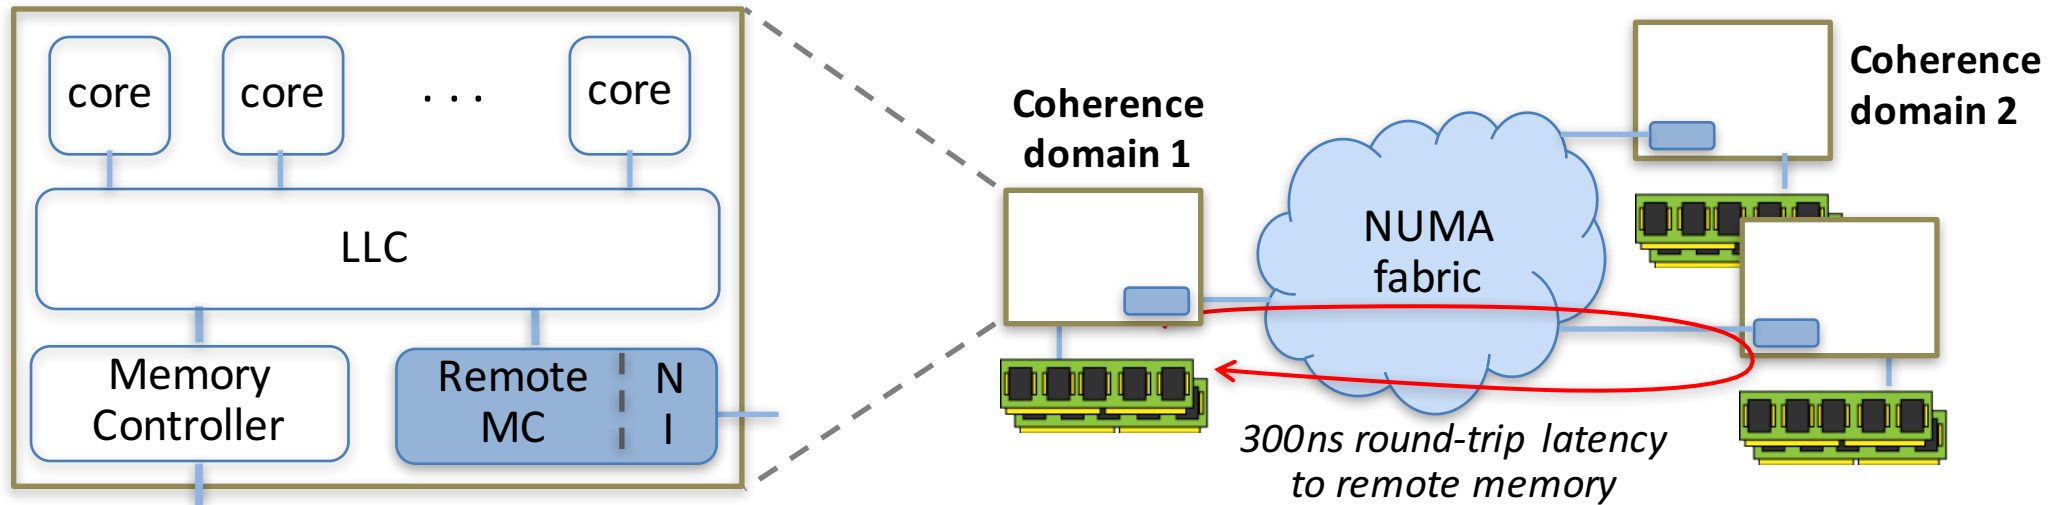 core
core
. . .
core
LLC
Memory
Controller
Remote
MC
N
I
Coherence
domain 1
NUMA
fabric
Coherence
domain 2
300ns round-trip latency
to remote memory